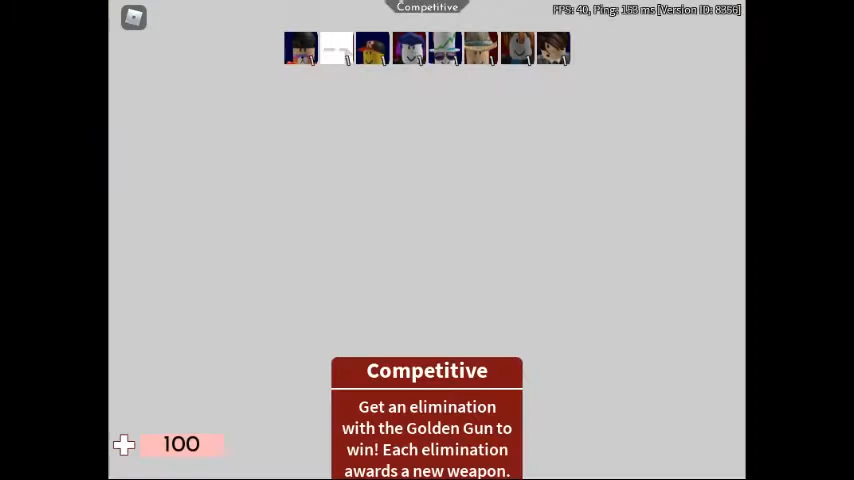 Competitive
FPS: 40, Ping: 153 ms [Version ID: 8356]
Competitive
Get an elimination
with the Golden Gun to
win! Each elimination
awards a new weapon.
100